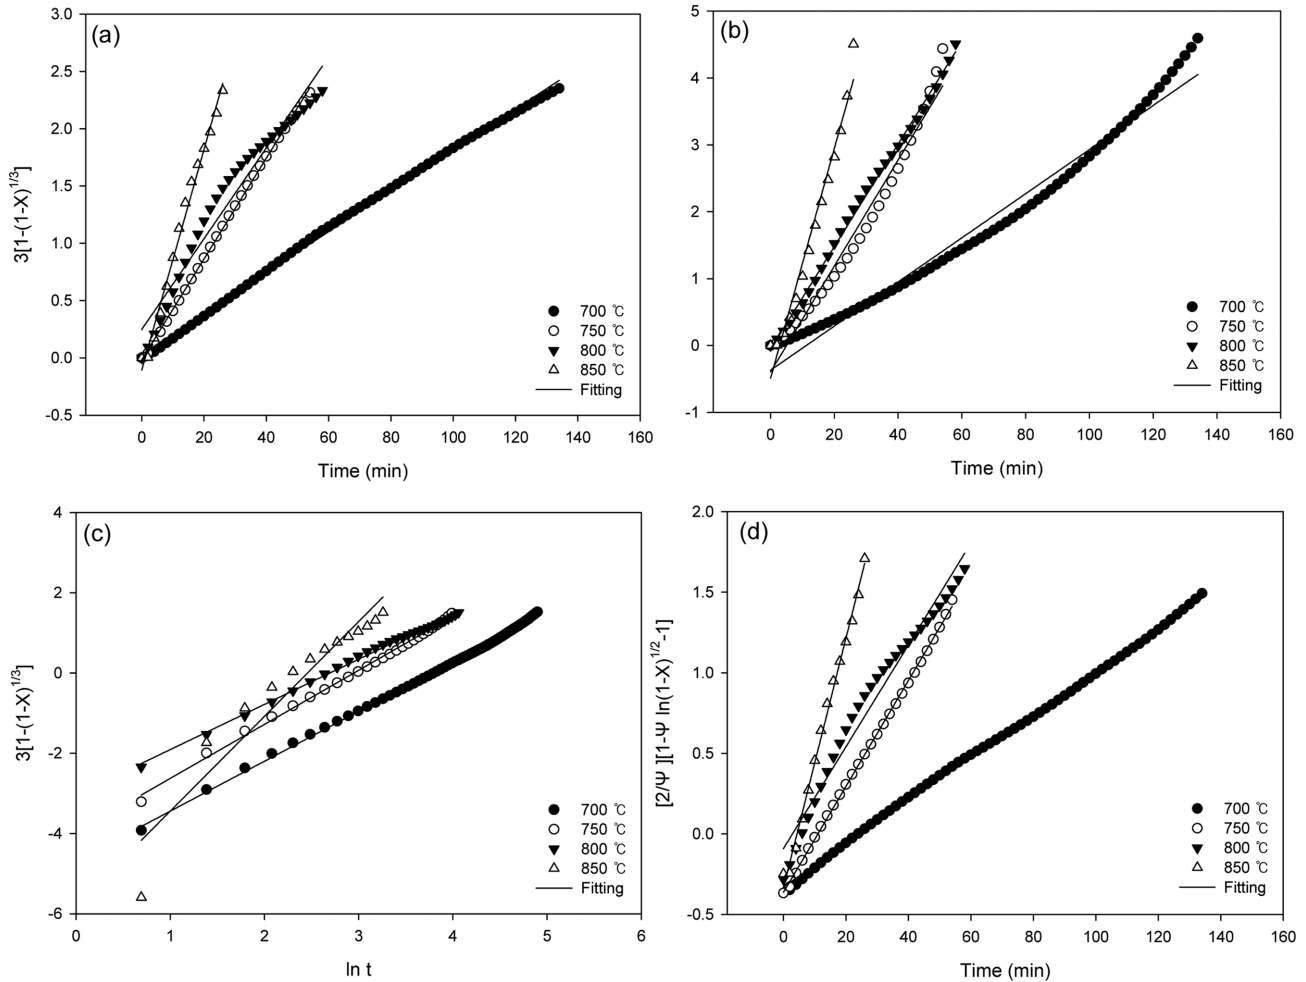 (a)
3.0
2.5
2.0
1.5
1.0
0.5
0.0
-0.5
3[1-(1-X)^{1/3}]
0 20 40 60 80 100 120 140 160
Time (min)
700 ℃
750 ℃
800 ℃
850 ℃
Fitting
(b)
5
4
3
2
1
0
-1
0 20 40 60 80 100 120 140 160
Time (min)
700 ℃
750 ℃
800 ℃
850 ℃
Fitting
(c)
4
2
0
-2
-4
-6
3[1-(1-X)^{1/3}]
0 1 2 3 4 5 6
ln t
700 ℃
750 ℃
800 ℃
850 ℃
Fitting
(d)
2.0
1.5
1.0
0.5
0.0
-0.5
[2/Ψ ][1-Ψ ln(1-X)^{1/2}-1]
0 20 40 60 80 100 120 140 160
Time (min)
700 ℃
750 ℃
800 ℃
850 ℃
Fitting